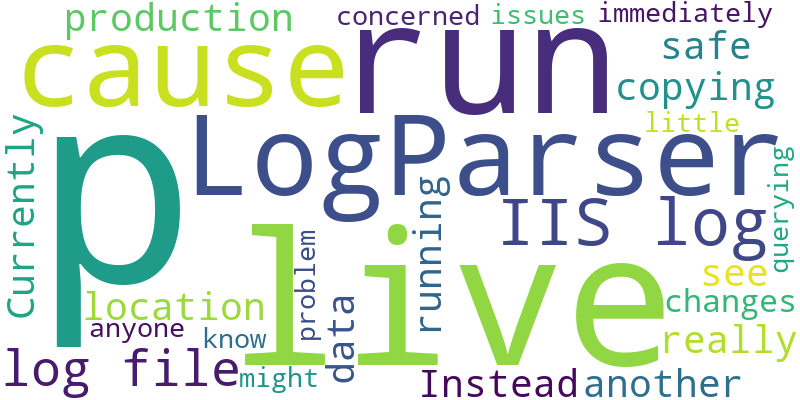 production
concerned
issues
immediately
cause
run
safe
copying
little
p
LogParser
Currently
IIS log
querying
live
running
see
location
problem
data
changes
anyone
know
really
log file
might
Instead
another